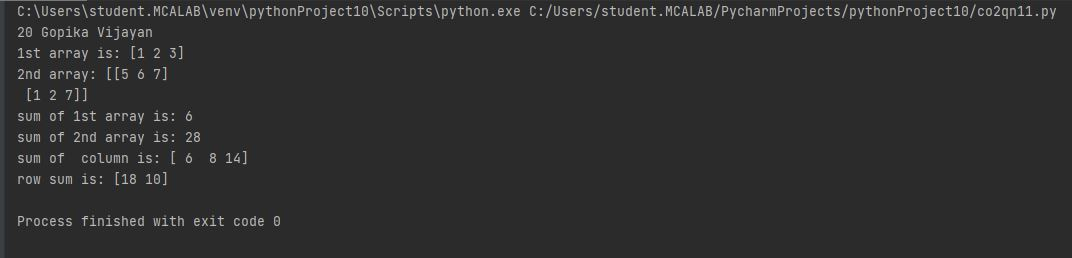 C:\Users\student.MCALAB\venv\pythonProject10\Scripts\python.exe C:/Users/student.MCALAB/PycharmProjects/pythonProject10/co2qn11.py
20 Gopika Vijayan
1st array is: [1 2 3]
2nd array: [[5 6 7]
 [1 2 7]]
sum of 1st array is: 6
sum of 2nd array is: 28
sum of  column is: [ 6  8 14]
row sum is: [18 10]
Process finished with exit code 0